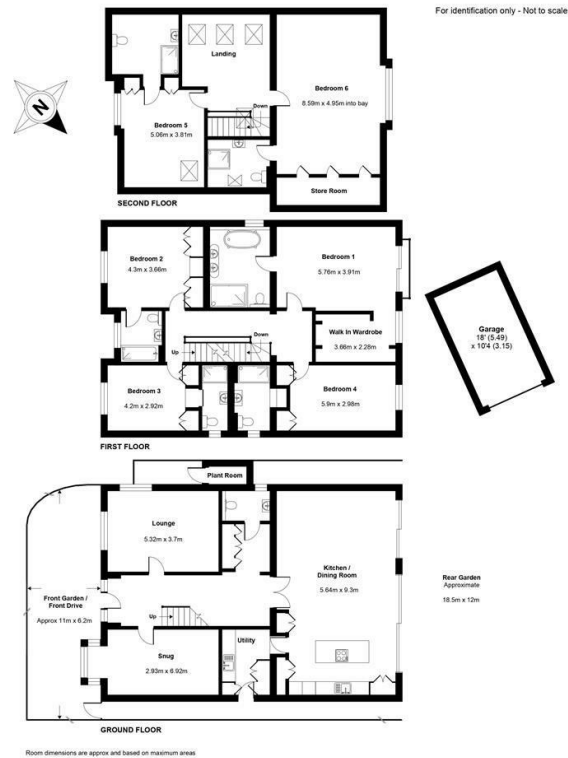 For identification only - Not to scale
Landing
Bedroom 6
8.59m x 4.95m into bay
N
Down
Bedroom 5
5.06m x 3.81m
Store Room
SECOND FLOOR
Bedroom 2
4.3m x 3.66m
Bedroom 1
5.76m x 3.91m
Garage
18' (5.49)
x 10'4 (3.15)
Down
Walk In Wardrobe
3.66m x 2.28m
Up
Bedroom 3
4.2m x 2.92m
Bedroom 4
5.9m x 2.98m
FIRST FLOOR
Plant Room
Lounge
5.32m x 3.7m
Kitchen /
Dining Room
5.64m x 9.3m
Rear Garden
Approximate
18.5m x 12m
Front Garden /
Front Drive
Approx 11m x 6.2m
Up
Utility
Snug
2.93m x 6.92m
GROUND FLOOR
Room dimensions are approx and based on maximum areas